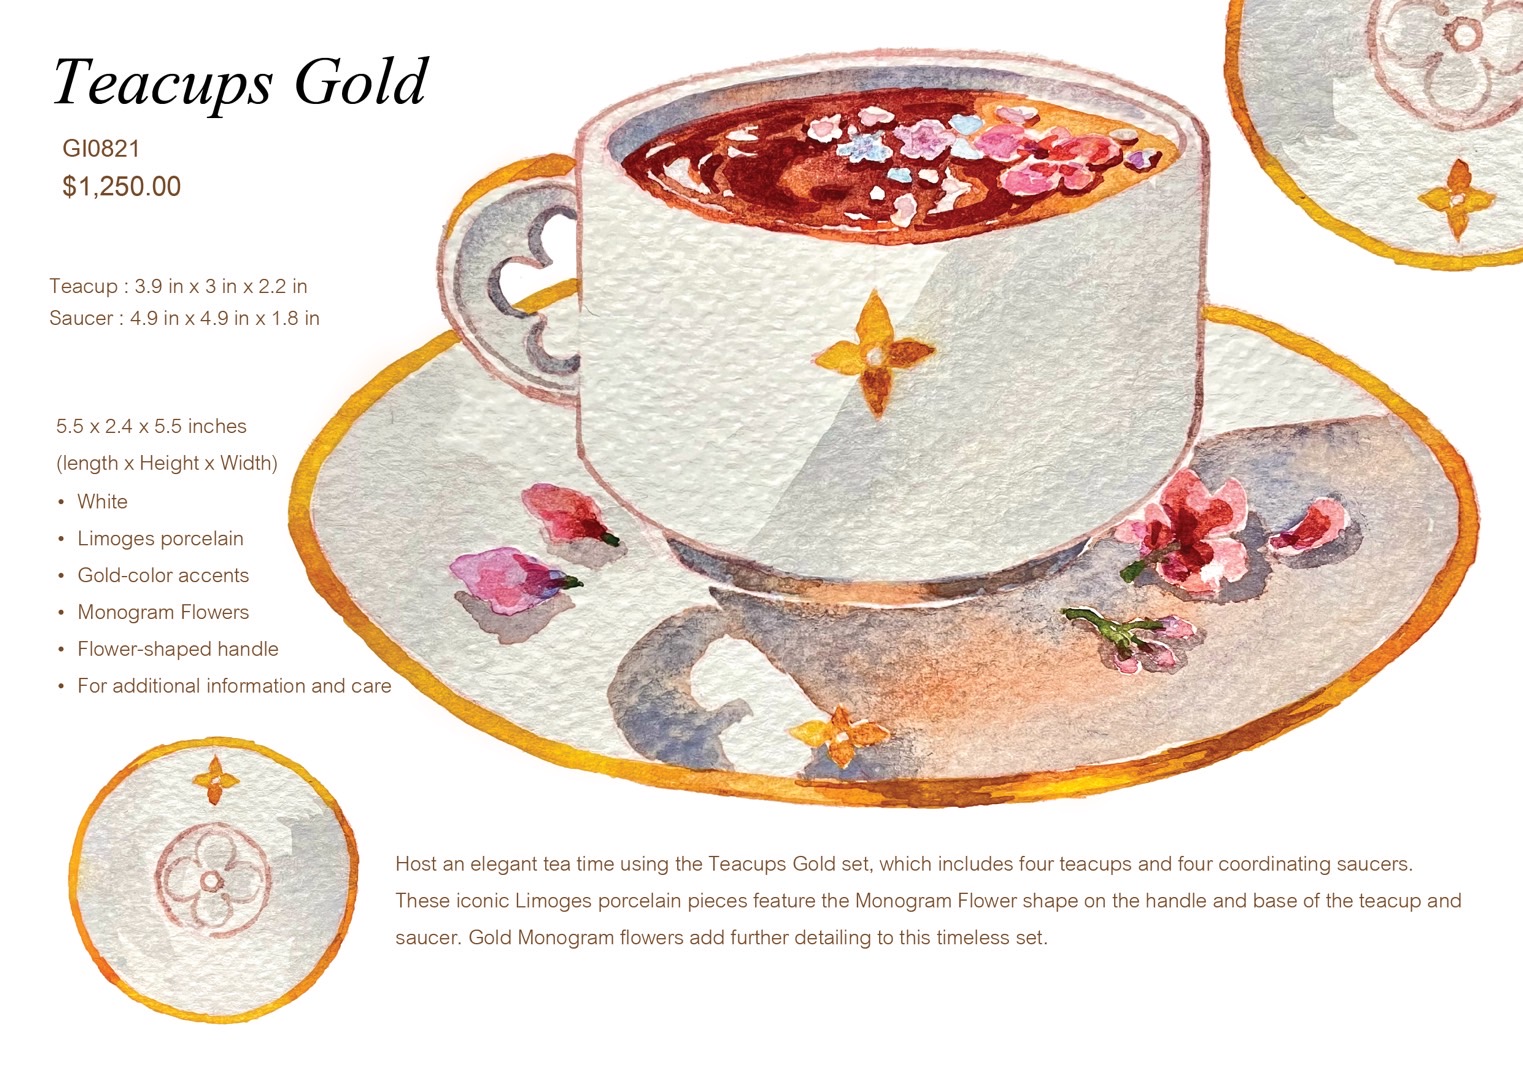 Teacups Gold
GI0821
$1,250.00
Teacup : 3.9 in x 3 in x 2.2 in
Saucer : 4.9 in x 4.9 in x 1.8 in
5.5 x 2.4 x 5.5 inches
(length x Height x Width)
• White
• Limoges porcelain
• Gold-color accents
• Monogram Flowers
• Flower-shaped handle
• For additional information and care
Host an elegant tea time using the Teacups Gold set, which includes four teacups and four coordinating saucers.
These iconic Limoges porcelain pieces feature the Monogram Flower shape on the handle and base of the teacup and
saucer. Gold Monogram flowers add further detailing to this timeless set.